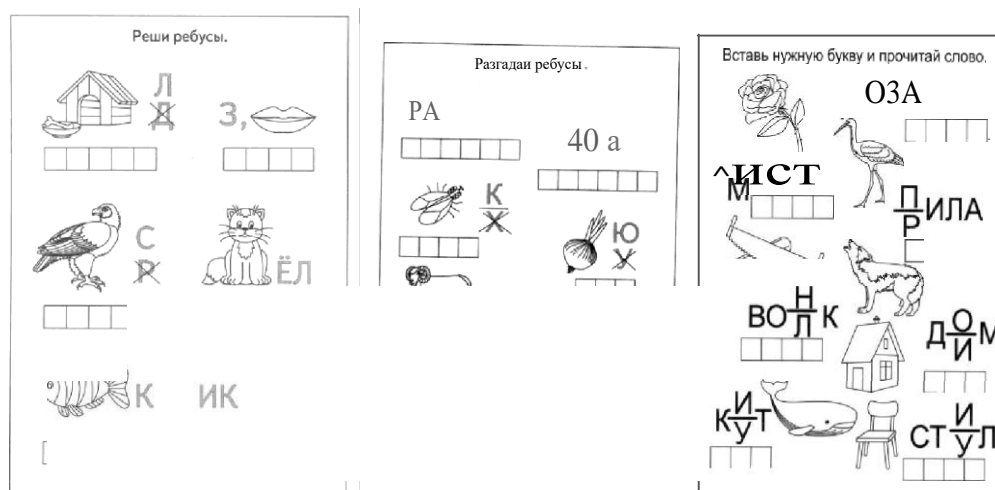 Реши ребусы.
Л
Д
З,
С
Р
ЁЛ
К ИК
Разгадаи ребусы.
РА
40 а
К
Х
Ю
У
Вставь нужную букву и прочитай слово.
ОЗА
^ИСТ
М
П
Р
ИЛА
ВО
Н
Л
К
Д
О
И
М
К
И
У
Т
СТ
И
У
Л